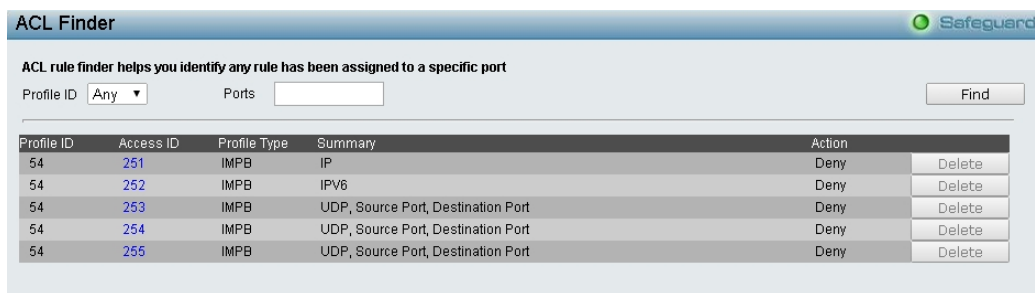 ACL Finder Safeguard
ACL rule finder helps you identify any rule has been assigned to a specific port
Profile ID Any Ports Find
Profile ID Access ID Profile Type Summary Action
54 251 IMPB IP Deny Delete
54 252 IMPB IPV6 Deny Delete
54 253 IMPB UDP, Source Port, Destination Port Deny Delete
54 254 IMPB UDP, Source Port, Destination Port Deny Delete
54 255 IMPB UDP, Source Port, Destination Port Deny Delete